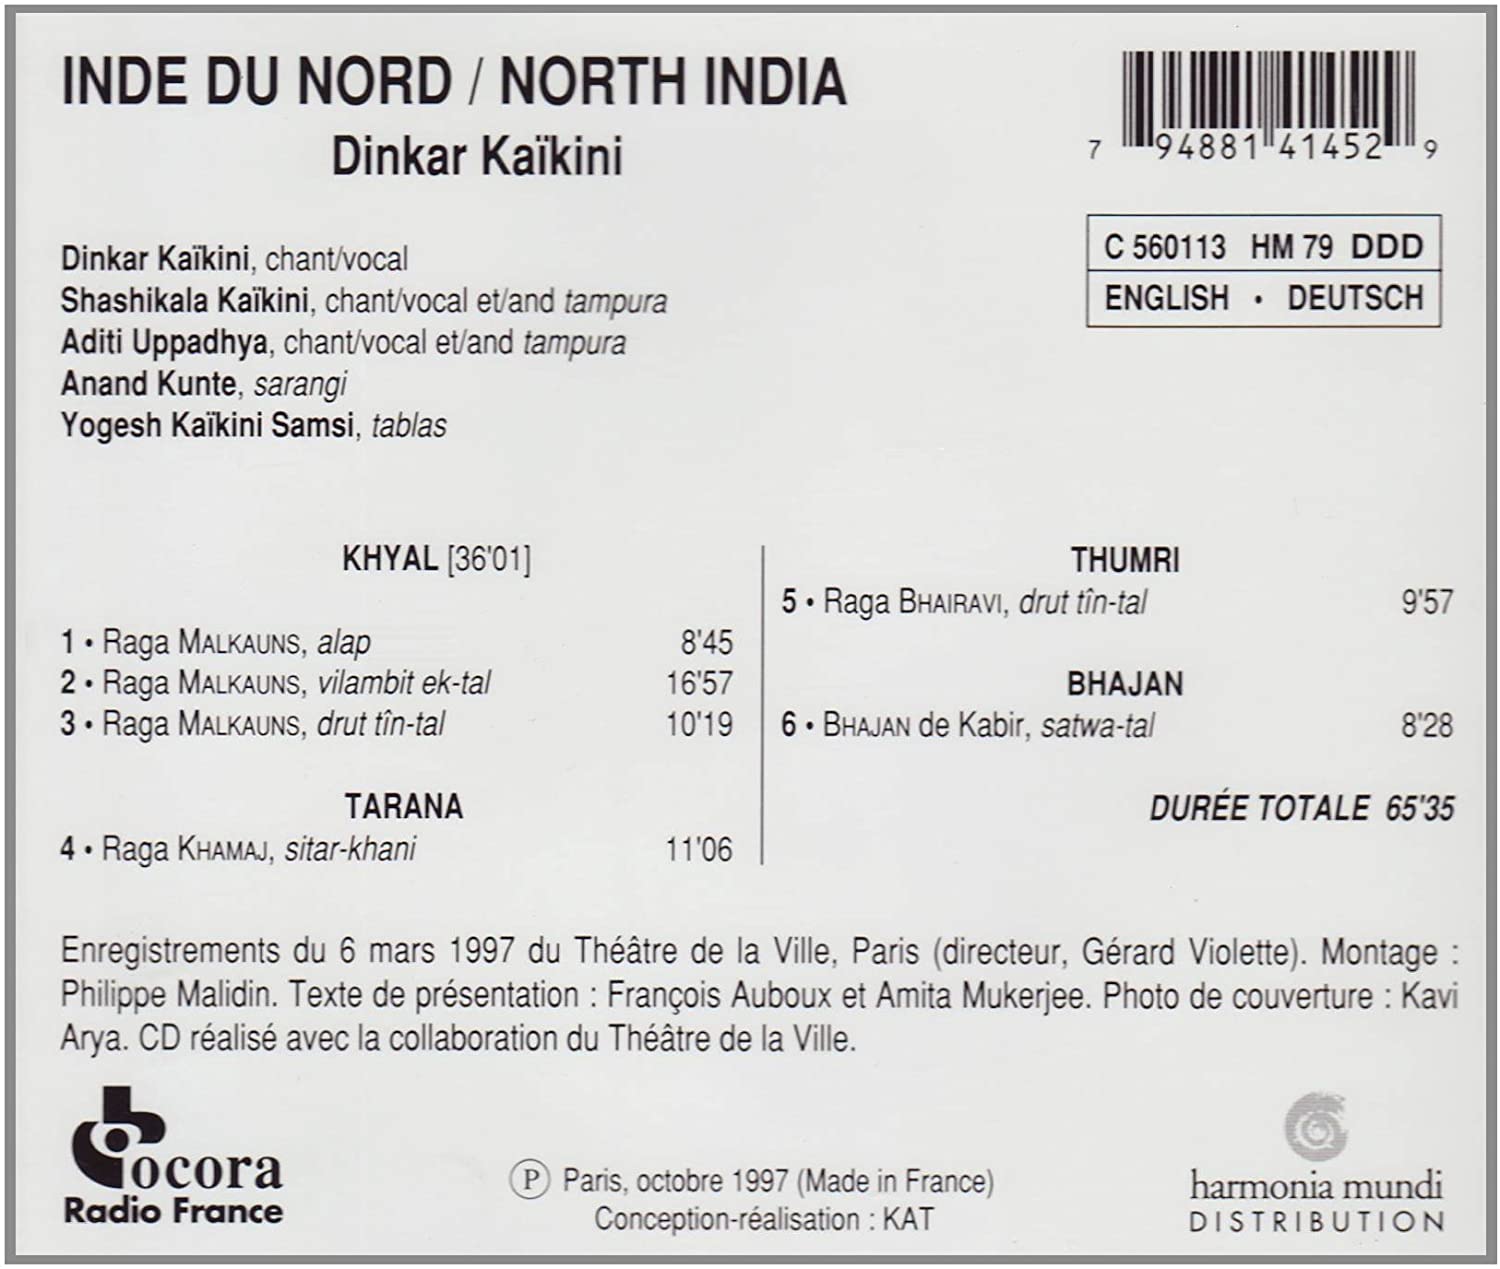 INDE DU NORD / NORTH INDIA
Dinkar Kaïkini
7 94881 41452 9
C 560113 HM 79 DDD
ENGLISH · DEUTSCH
Dinkar Kaïkini, chant/vocal
Shashikala Kaïkini, chant/vocal et/and tampura
Aditi Uppadhya, chant/vocal et/and tampura
Anand Kunte, sarangi
Yogesh Kaïkini Samsi, tablas
KHYAL [36'01]
1 • Raga MALKAUNS, alap 8'45
2 • Raga MALKAUNS, vilambit ek-tal 16'57
3 • Raga MALKAUNS, drut tîn-tal 10'19
TARANA
4 • Raga KHAMAJ, sitar-khani 11'06
THUMRI
5 • Raga BHAIRAVI, drut tîn-tal 9'57
BHAJAN
6 • BHAJAN de Kabir, satwa-tal 8'28
DURÉE TOTALE 65'35
Enregistrements du 6 mars 1997 du Théâtre de la Ville, Paris (directeur, Gérard Violette). Montage :
Philippe Malidin. Texte de présentation : François Auboux et Amita Mukerjee. Photo de couverture : Kavi
Arya. CD réalisé avec la collaboration du Théâtre de la Ville.
ocora
Radio France
Ⓟ Paris, octobre 1997 (Made in France)
Conception-réalisation : KAT
harmonia mundi
DISTRIBUTION